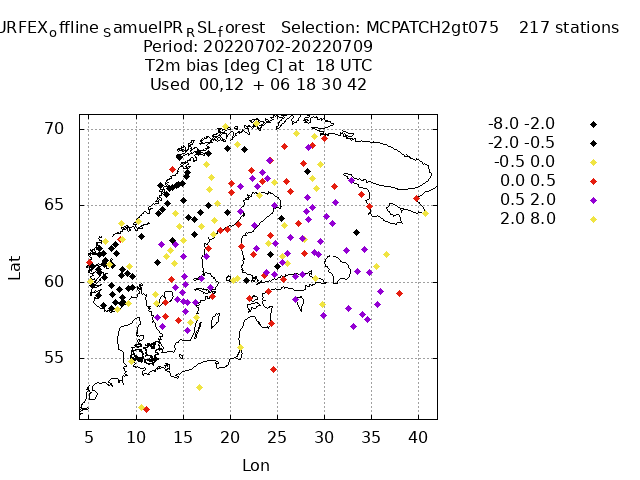 URFEXoffline SamuelPRRSLforest Selection: MCPATCH2gt075 217 stations
Period: 20220702-20220709
T2m bias [deg C] at 18 UTC
Used 00,12 + 06 18 30 42
-8.0 -2.0
-2.0 -0.5
-0.5 0.0
0.0 0.5
0.5 2.0
2.0 8.0
70
65
60
55
Lat
5 10 15 20 25 30 35 40
Lon